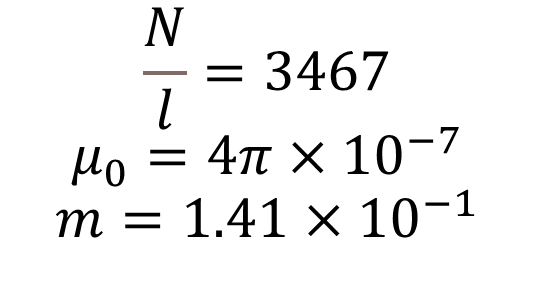 N/l = 3467
μ₀ = 4π × 10⁻⁷
m = 1.41 × 10⁻¹